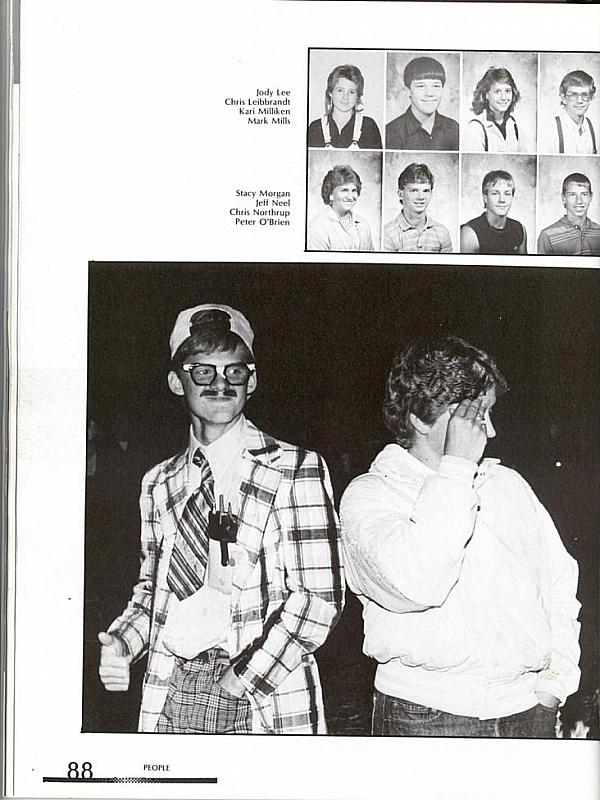 Jody Lee
Chris Leibbrandt
Kari Milliken
Mark Mills
Stacy Morgan
Jeff Neel
Chris Northrup
Peter O'Brien
88
PEOPLE